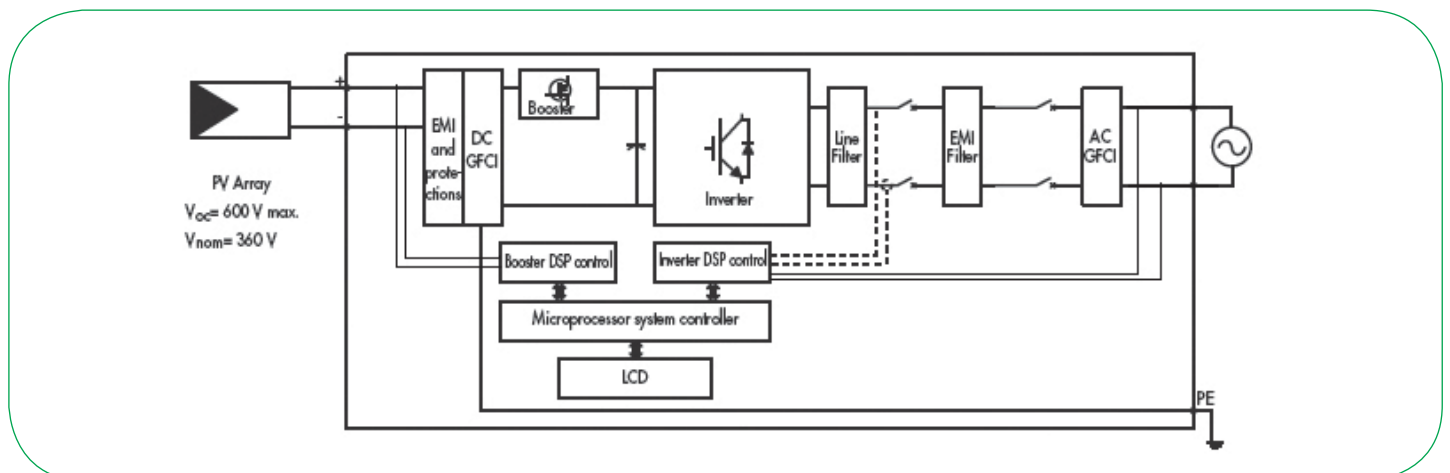 +
-
PV Array
Voc= 600 V max.
Vnom= 360 V
EMI
and
prote-
ctions
DC
GFCI
Booster
Inverter
Line
Filter
EMI
Filter
AC
GFCI
Booster DSP control
Inverter DSP control
Microprocessor system controller
LCD
PE